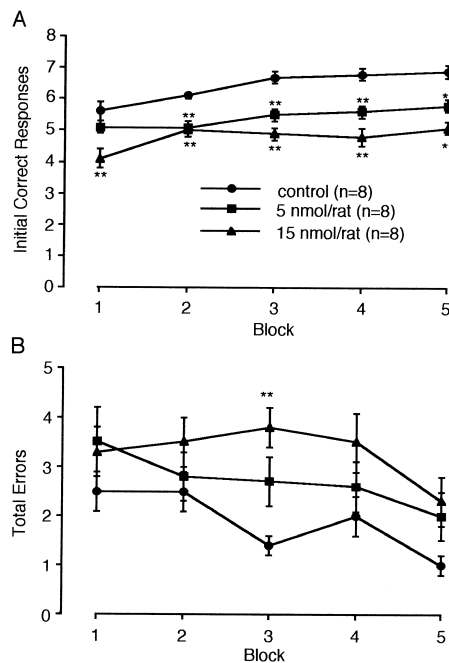 A
Initial Correct Responses
8
7
6
5
4
3
2
1
0
** ** ** *
** ** ** ** *
control (n=8)
5 nmol/rat (n=8)
15 nmol/rat (n=8)
1 2 3 4 5
Block
B
Total Errors
5
4
3
2
1
0
**
1 2 3 4 5
Block